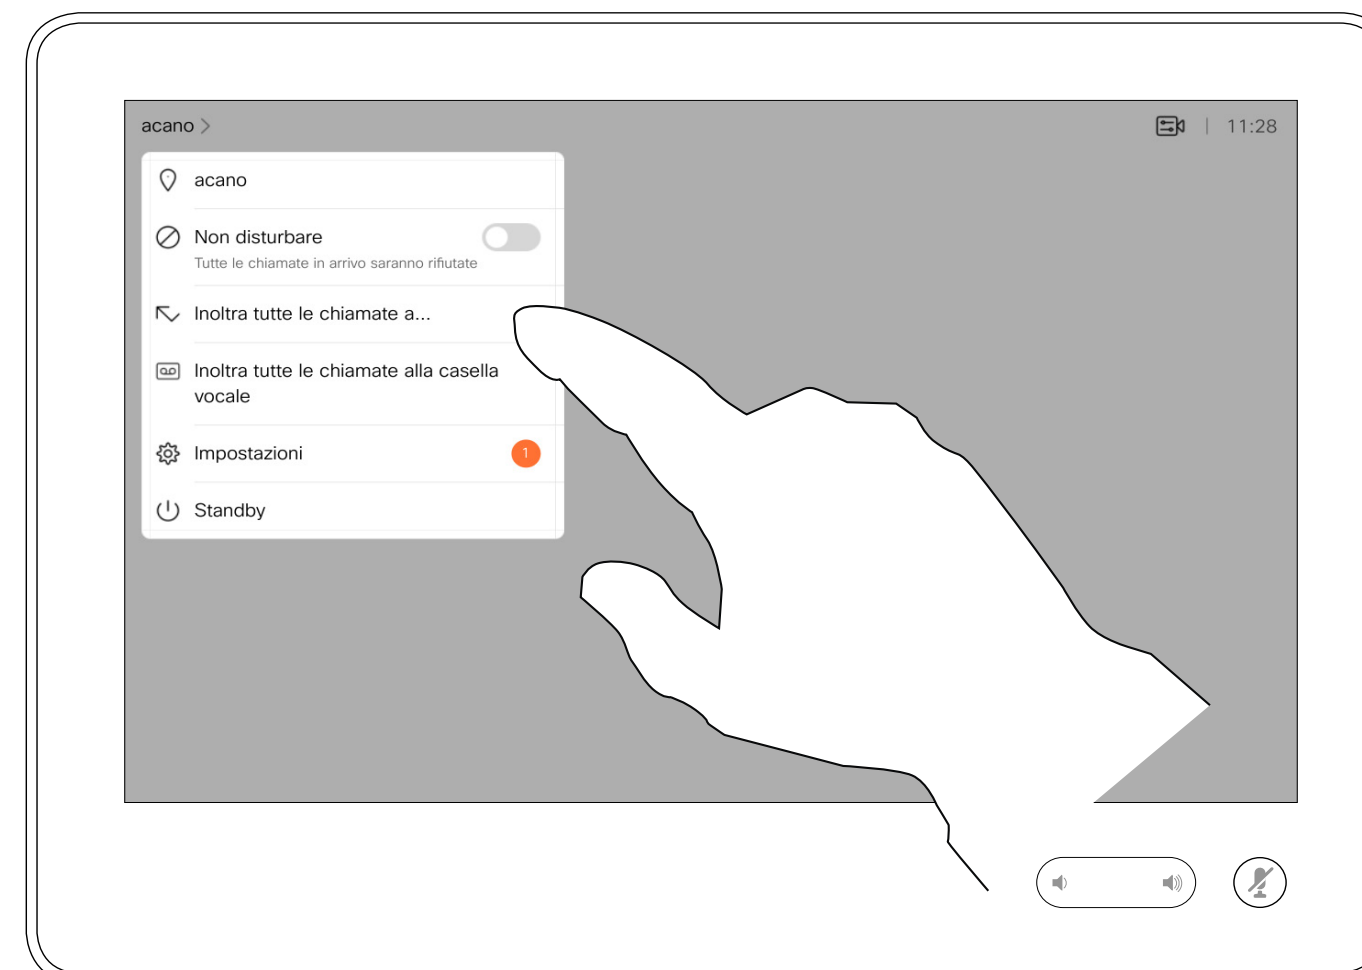 acano
11:28
acano
Non disturbare
Tutte le chiamate in arrivo saranno rifiutate
Inoltra tutte le chiamate a...
Inoltra tutte le chiamate alla casella
vocale
Impostazioni
1
Standby